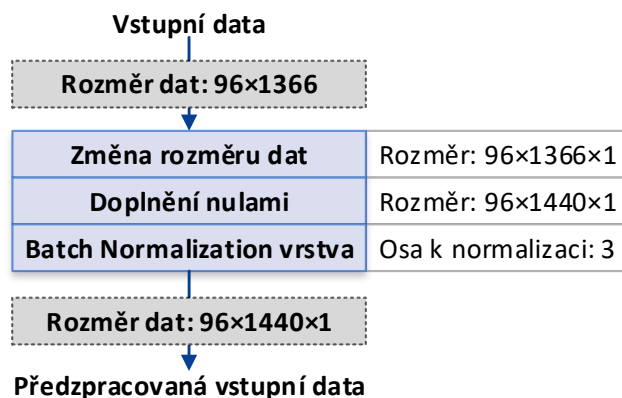 Vstupní data
Rozměr dat: 96×1366
Změna rozměru dat Rozměr: 96×1366×1
Doplnění nulami Rozměr: 96×1440×1
Batch Normalization vrstva Osa k normalizaci: 3
Rozměr dat: 96×1440×1
Předzpracovaná vstupní data